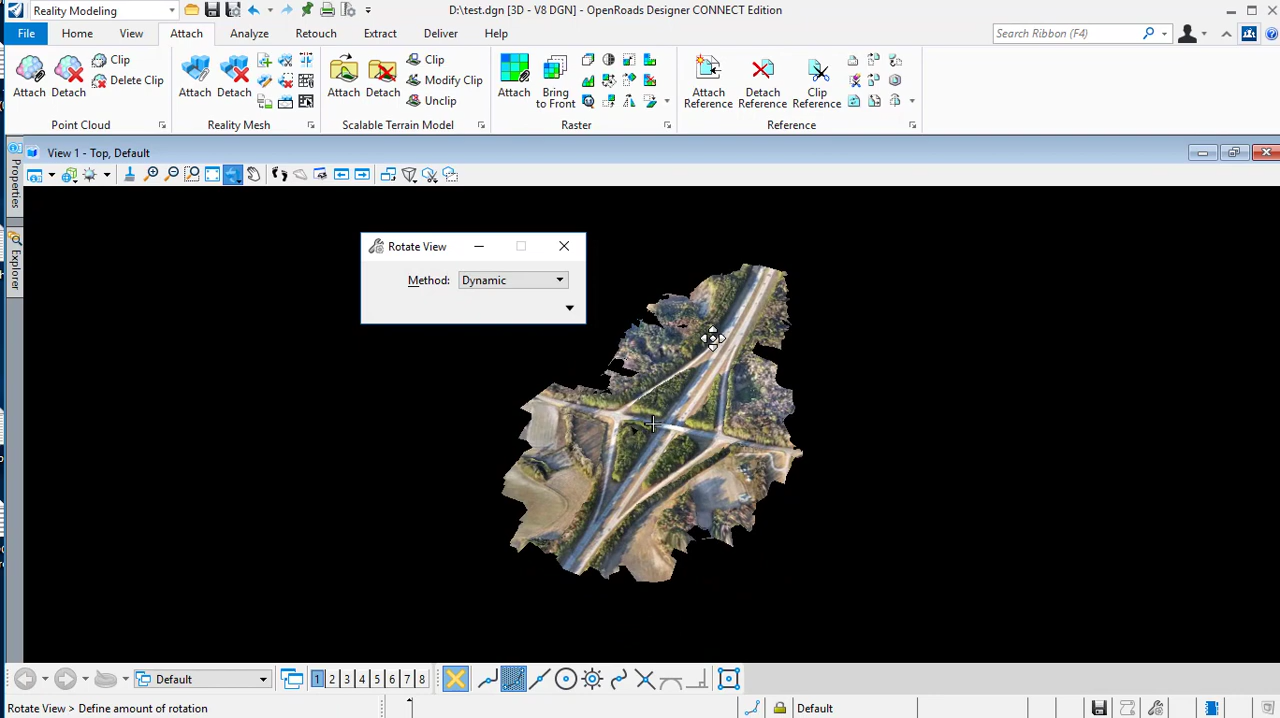 Reality Modeling
D:\test.dgn [3D - V8 DGN] - OpenRoads Designer CONNECT Edition
File Home View Attach Analyze Retouch Extract Deliver Help
Search Ribbon (F4)
Attach Detach Clip Delete Clip
Point Cloud
Attach Detach
Reality Mesh
Attach Detach Clip Modify Clip Unclip
Scalable Terrain Model
Attach Bring to Front
Raster
Attach Reference Detach Reference Clip Reference
Reference
View 1 - Top, Default
Properties
Explorer
Rotate View
Method: Dynamic
Default
1 2 3 4 5 6 7 8
Rotate View > Define amount of rotation
Default